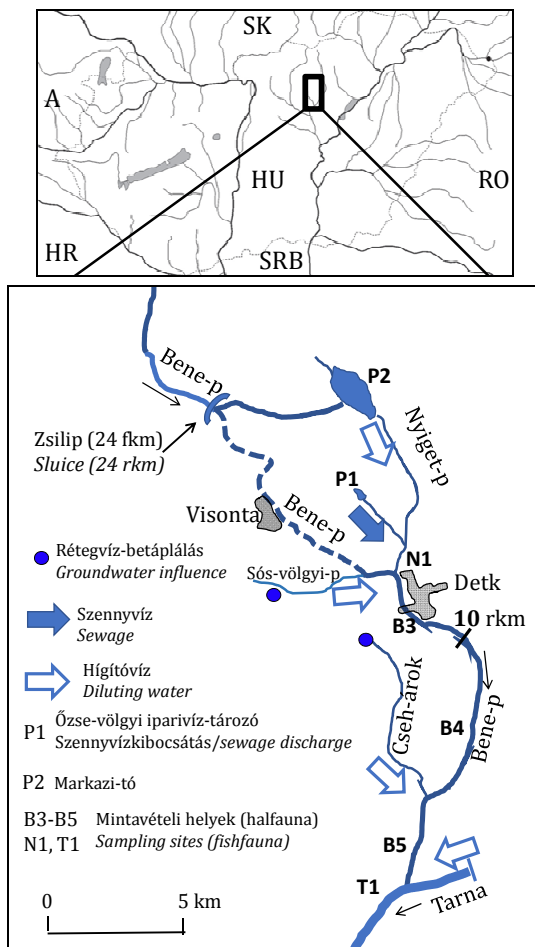 SK
A
HU
RO
HR
SRB
Bene-p
P2
Zsilip (24 fkm)
Sluice (24 rkm)
Nyiget-p
P1
Visonta
Bene-p
N1
Rétegvíz-betáplálás
Groundwater influence
Sós-völgyi-p
Detk
B3
10 rkm
Szennyvíz
Sewage
Hígítóvíz
Diluting water
Cseh-árok
B4
Bene-p
P1 Őzse-völgyi iparivíz-tározó
Szennyvízkibocsátás/sewage discharge
P2 Markazi-tó
B3-B5 Mintavételi helyek (halfauna)
N1, T1 Sampling sites (fishfauna)
B5
T1
Tarna
0 5 km